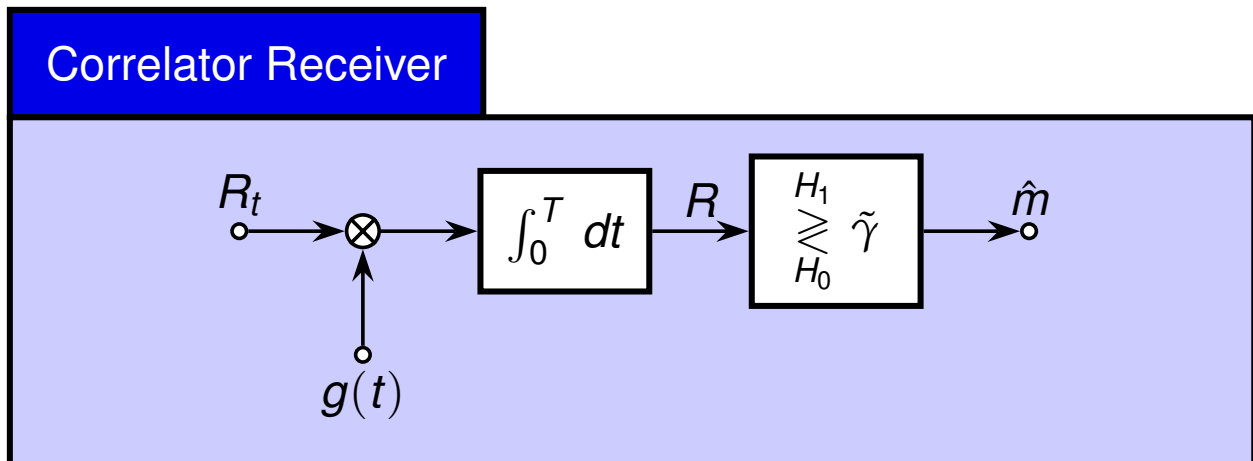 Correlator Receiver
R_t
g(t)
∫_0^T dt
R
H_1
≷ γ̃
H_0
m̂